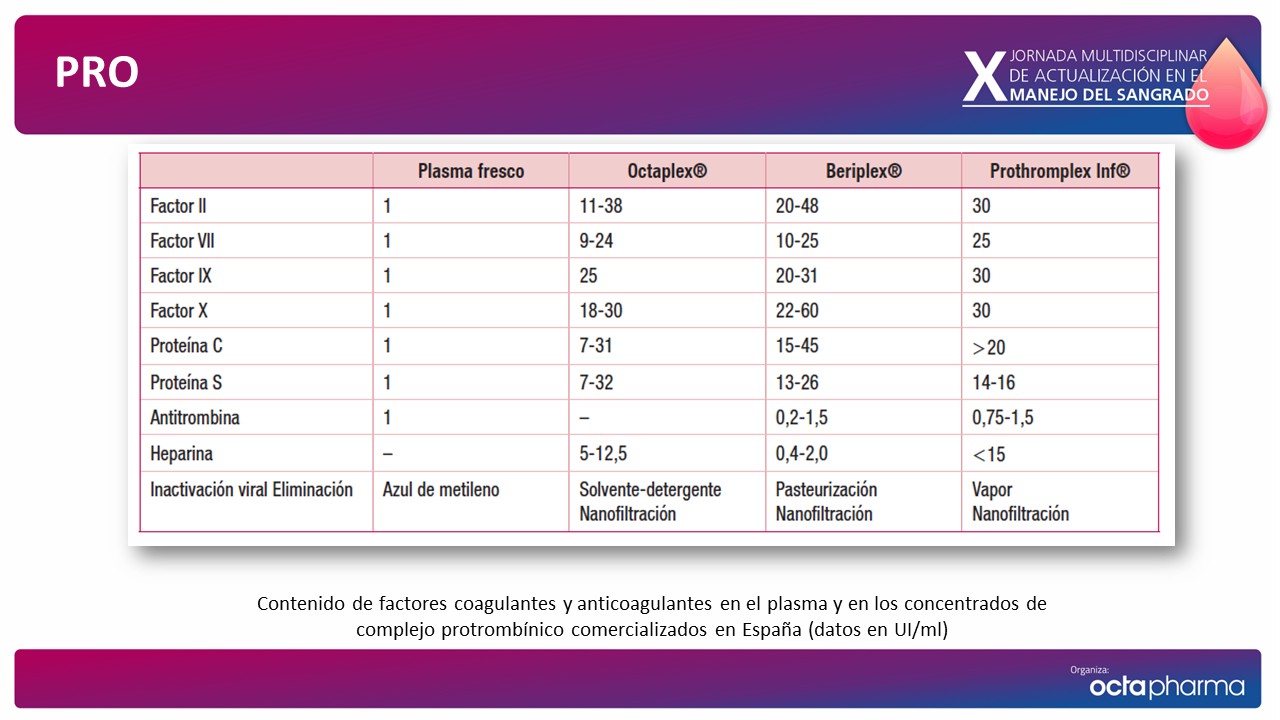 PRO
X JORNADA MULTIDISCIPLINAR
DE ACTUALIZACIÓN EN EL
MANEJO DEL SANGRADO
Plasma fresco Octaplex® Beriplex® Prothromplex Inf®
Factor II 1 11-38 20-48 30
Factor VII 1 9-24 10-25 25
Factor IX 1 25 20-31 30
Factor X 1 18-30 22-60 30
Proteína C 1 7-31 15-45 >20
Proteína S 1 7-32 13-26 14-16
Antitrombina 1 – 0,2-1,5 0,75-1,5
Heparina – 5-12,5 0,4-2,0 <15
Inactivación viral Eliminación Azul de metileno Solvente-detergente Pasteurización Vapor
Nanofiltración Nanofiltración Nanofiltración
Contenido de factores coagulantes y anticoagulantes en el plasma y en los concentrados de
complejo protrombínico comercializados en España (datos en UI/ml)
Organiza:
octapharma